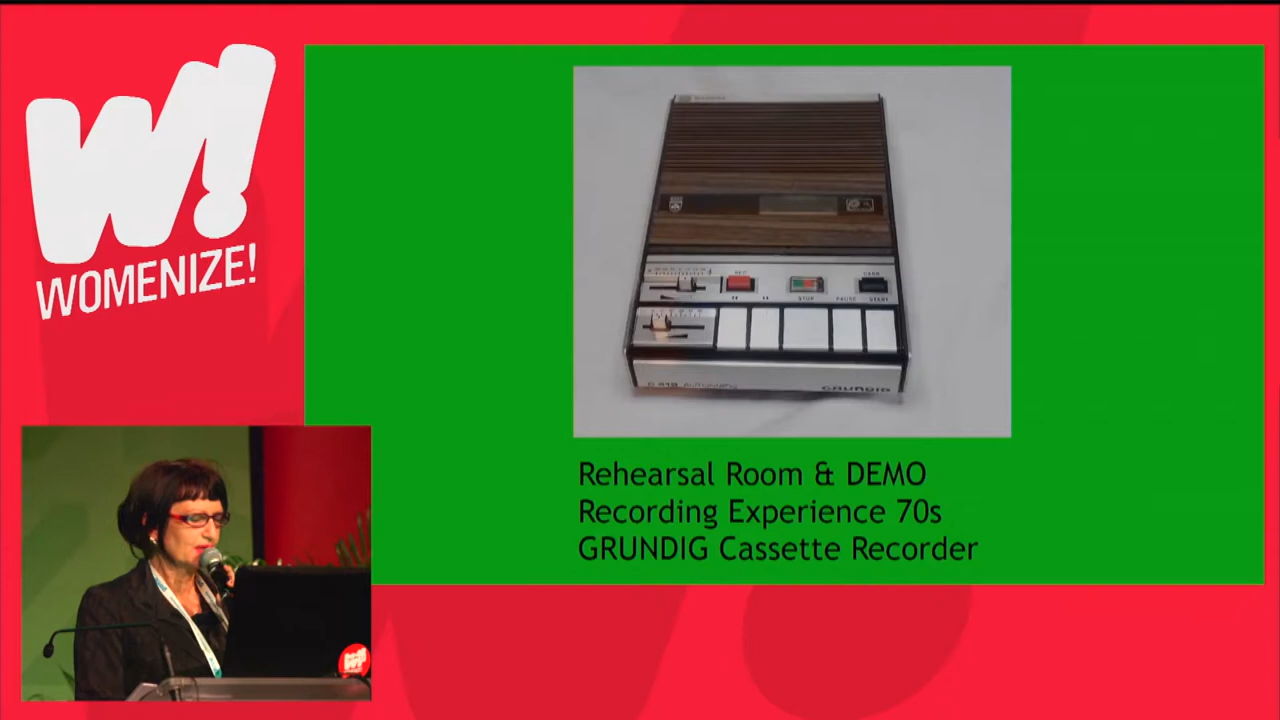 W!
WOMENIZE!
REC
STOP
PAUSE
START
GRUNDIG
Rehearsal Room & DEMO
Recording Experience 70s
GRUNDIG Cassette Recorder